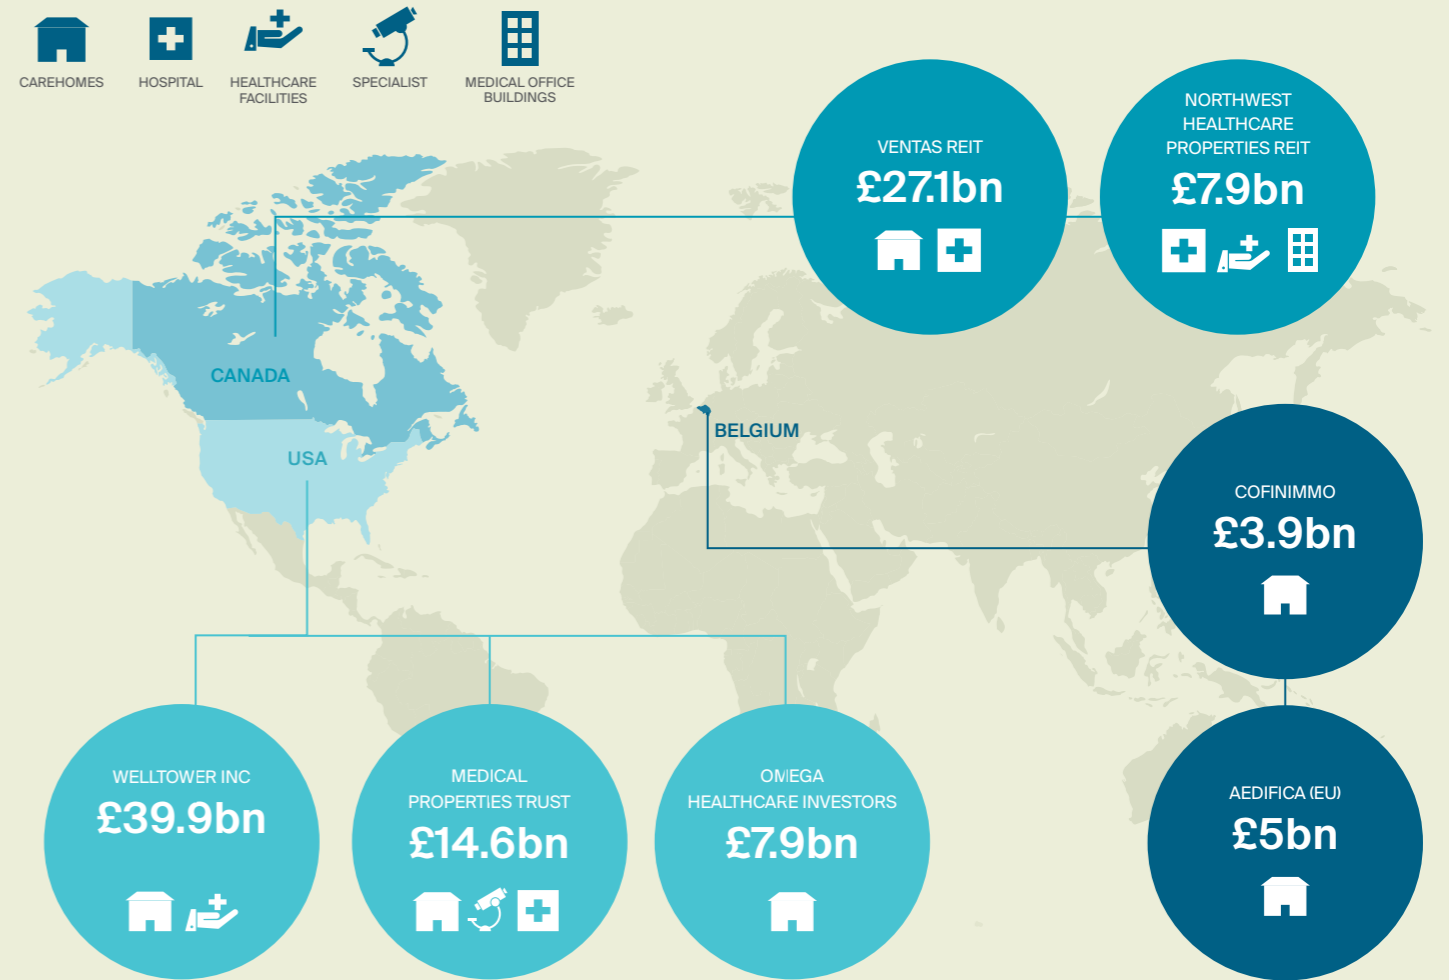 CAREHOMES
HOSPITAL
HEALTHCARE
FACILITIES
SPECIALIST
MEDICAL OFFICE
BUILDINGS
VENTAS REIT
£27.1bn
NORTHWEST
HEALTHCARE
PROPERTIES REIT
£7.9bn
CANADA
USA
BELGIUM
COFINIMMO
£3.9bn
WELLTOWER INC
£39.9bn
MEDICAL
PROPERTIES TRUST
£14.6bn
OMEGA
HEALTHCARE INVESTORS
£7.9bn
AEDIFICA (EU)
£5bn